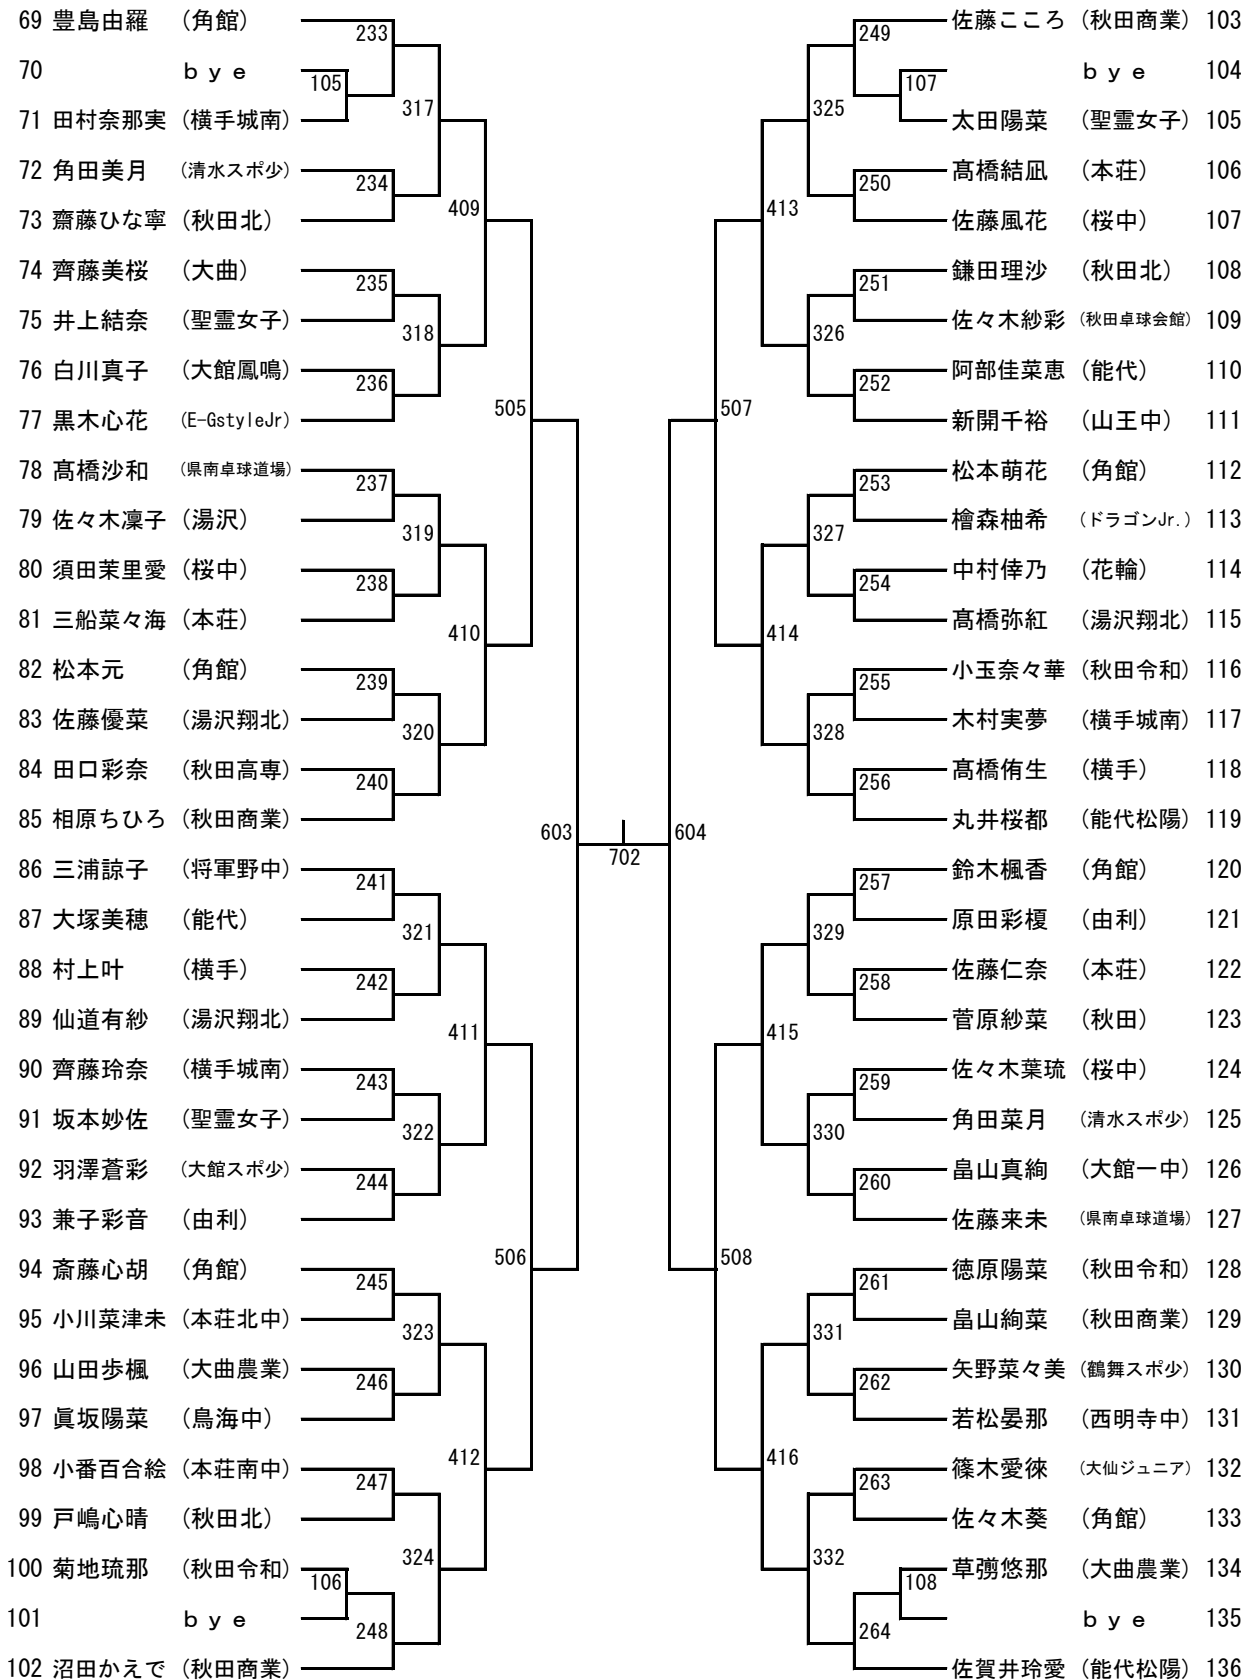 69 豊島由羅 (角館)
70 bye
71 田村奈那実 (横手城南)
72 角田美月 (清水スポ少)
73 齋藤ひな寧 (秋田北)
74 齊藤美桜 (大曲)
75 井上結奈 (聖霊女子)
76 白川真子 (大館鳳鳴)
77 黒木心花 (E-GstyleJr)
78 髙橋沙和 (県南卓球道場)
79 佐々木凜子 (湯沢)
80 須田茉里愛 (桜中)
81 三船菜々海 (本荘)
82 松本元 (角館)
83 佐藤優菜 (湯沢翔北)
84 田口彩奈 (秋田高専)
85 相原ちひろ (秋田商業)
86 三浦諒子 (将軍野中)
87 大塚美穂 (能代)
88 村上叶 (横手)
89 仙道有紗 (湯沢翔北)
90 齊藤玲奈 (横手城南)
91 坂本妙佐 (聖霊女子)
92 羽澤蒼彩 (大館スポ少)
93 兼子彩音 (由利)
94 斎藤心胡 (角館)
95 小川菜津未 (本荘北中)
96 山田歩楓 (大曲農業)
97 眞坂陽菜 (鳥海中)
98 小番百合絵 (本荘南中)
99 戸嶋心晴 (秋田北)
100 菊地琉那 (秋田令和)
101 bye
102 沼田かえで (秋田商業)
105
106
233
234
235
236
237
238
239
240
241
242
243
244
245
246
247
248
317
318
319
320
321
322
323
324
409
410
411
412
505
506
603
702
604
507
508
413
414
415
416
325
326
327
328
329
330
331
332
249
250
251
252
253
254
255
256
257
258
259
260
261
262
263
264
107
108
佐藤こころ (秋田商業) 103
bye 104
太田陽菜 (聖霊女子) 105
髙橋結凪 (本荘) 106
佐藤風花 (桜中) 107
鎌田理沙 (秋田北) 108
佐々木紗彩 (秋田卓球会館) 109
阿部佳菜恵 (能代) 110
新開千裕 (山王中) 111
松本萌花 (角館) 112
檜森柚希 (ドラゴンJr.) 113
中村倖乃 (花輪) 114
髙橋弥紅 (湯沢翔北) 115
小玉奈々華 (秋田令和) 116
木村実夢 (横手城南) 117
髙橋侑生 (横手) 118
丸井桜都 (能代松陽) 119
鈴木楓香 (角館) 120
原田彩榎 (由利) 121
佐藤仁奈 (本荘) 122
菅原紗菜 (秋田) 123
佐々木葉琉 (桜中) 124
角田菜月 (清水スポ少) 125
畠山真絢 (大館一中) 126
佐藤来未 (県南卓球道場) 127
徳原陽菜 (秋田令和) 128
畠山絢菜 (秋田商業) 129
矢野菜々美 (鶴舞スポ少) 130
若松晏那 (西明寺中) 131
篠木愛徠 (大仙ジュニア) 132
佐々木葵 (角館) 133
草彅悠那 (大曲農業) 134
bye 135
佐賀井玲愛 (能代松陽) 136